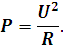 P = U²/R.